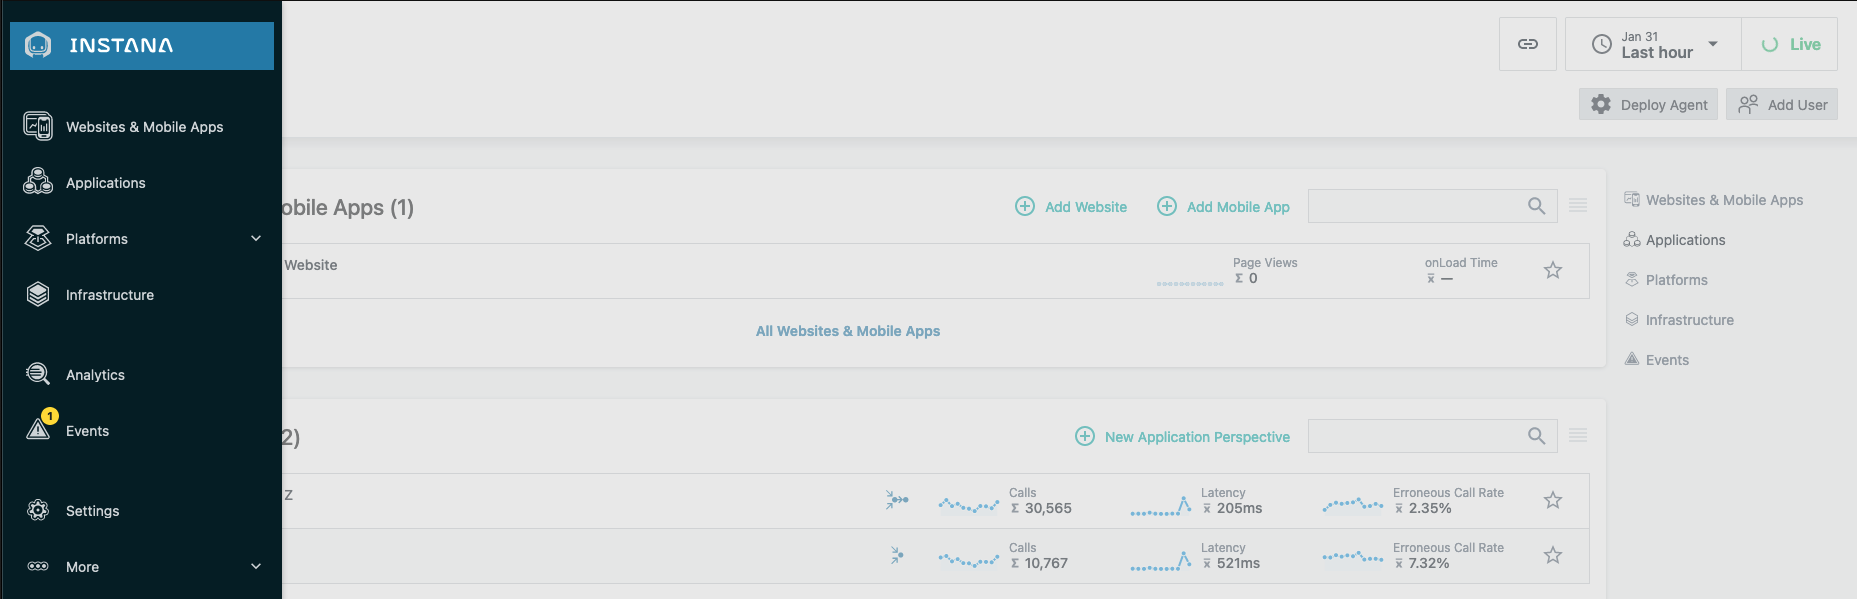 INSTANA
Websites & Mobile Apps
Applications
Platforms
Infrastructure
Analytics
1
Events
Settings
More
Jan 31
Last hour
Live
Deploy Agent
Add User
obile Apps (1)
Add Website
Add Mobile App
Website
Page Views
Σ 0
onLoad Time
x̄ —
All Websites & Mobile Apps
2)
New Application Perspective
Z
Calls
Σ 30,565
Latency
x̄ 205ms
Erroneous Call Rate
x̄ 2.35%
Calls
Σ 10,767
Latency
x̄ 521ms
Erroneous Call Rate
x̄ 7.32%
Websites & Mobile Apps
Applications
Platforms
Infrastructure
Events